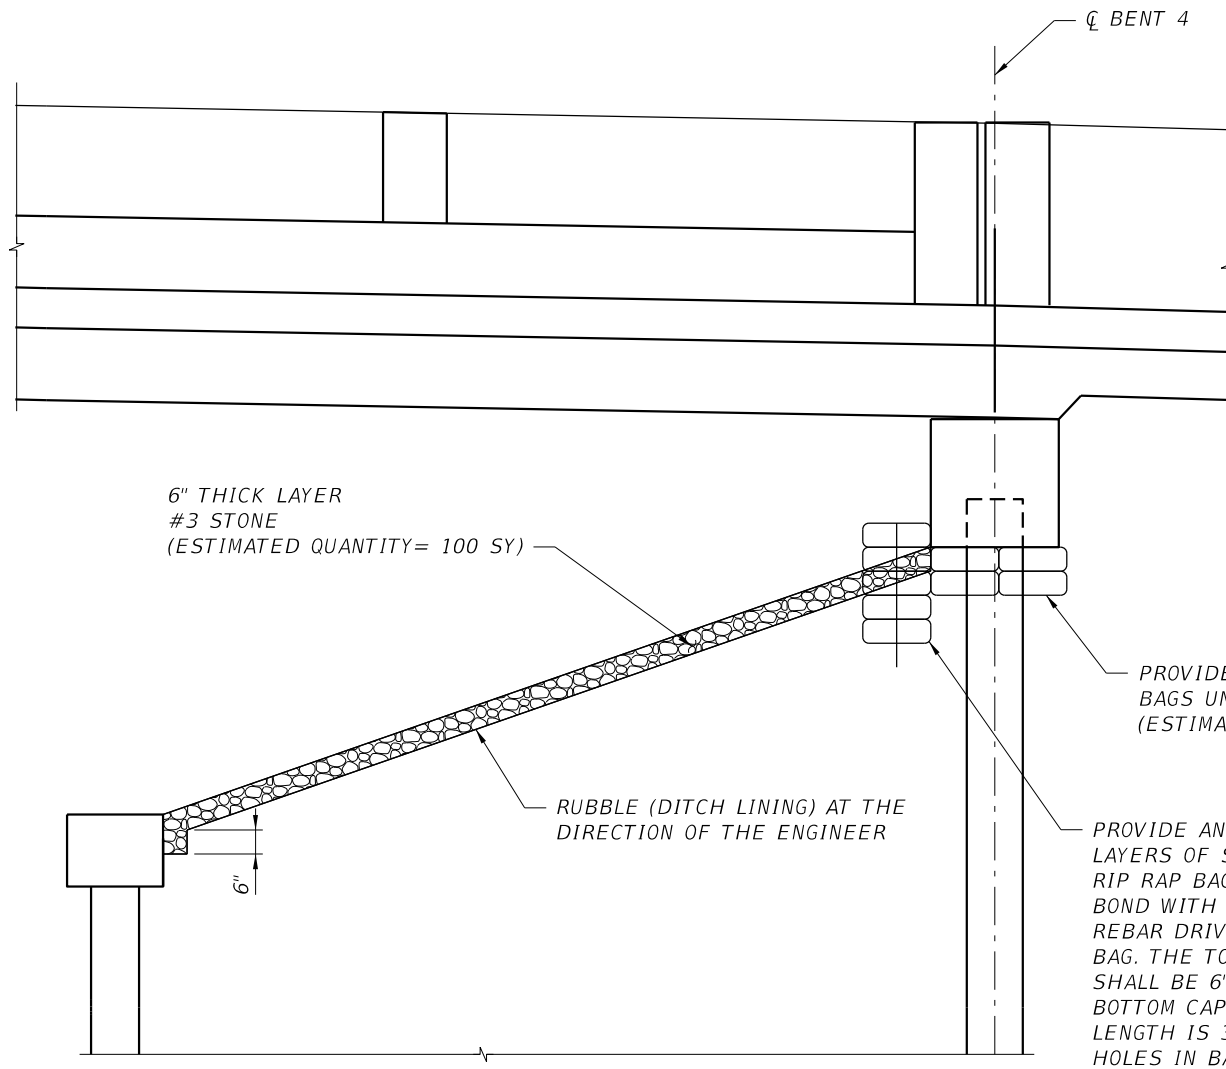 ℄ BENT 4
6" THICK LAYER
#3 STONE
(ESTIMATED QUANTITY= 100 SY)
PROVIDE
BAGS UN
(ESTIMA
RUBBLE (DITCH LINING) AT THE
DIRECTION OF THE ENGINEER
6"
PROVIDE AN
LAYERS OF S
RIP RAP BAG
BOND WITH
REBAR DRIV
BAG. THE TO
SHALL BE 6"
BOTTOM CAP
LENGTH IS 3
HOLES IN BA